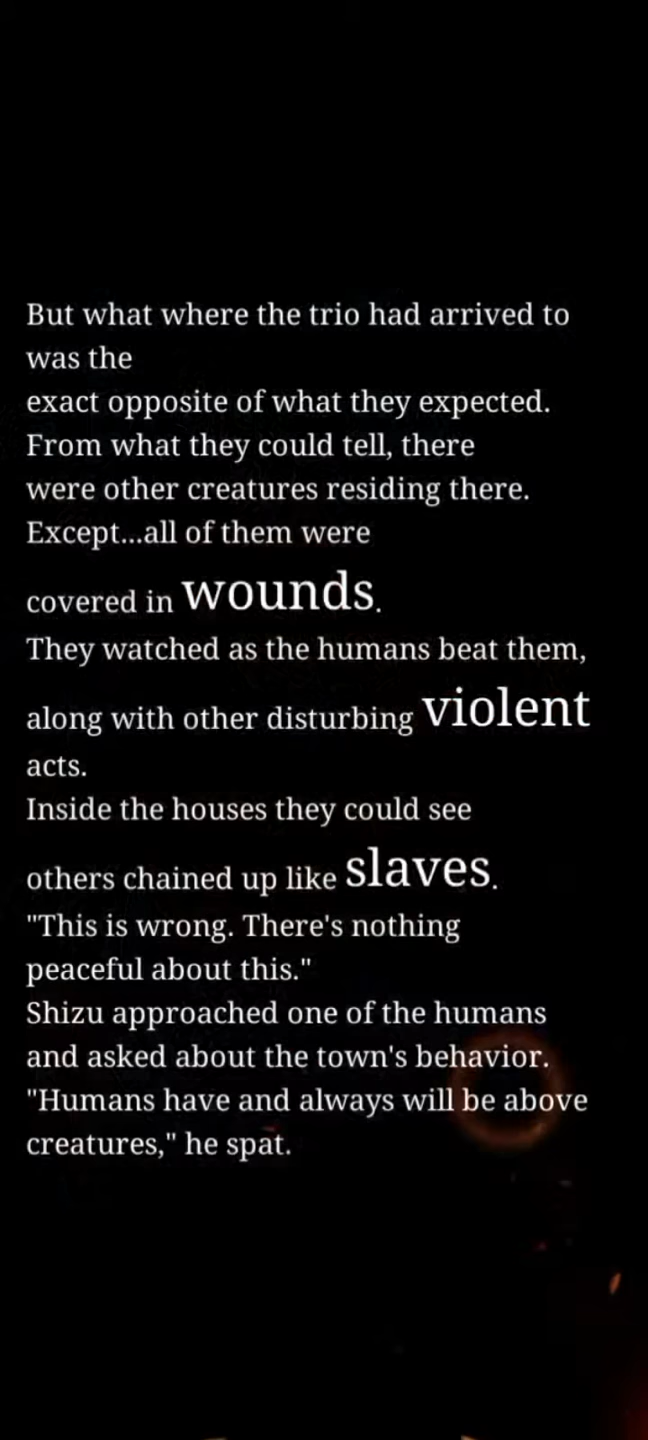 But what where the trio had arrived to
was the
exact opposite of what they expected.
From what they could tell, there
were other creatures residing there.
Except...all of them were
covered in wounds.
They watched as the humans beat them,
along with other disturbing violent
acts.
Inside the houses they could see
others chained up like slaves.
"This is wrong. There's nothing
peaceful about this."
Shizu approached one of the humans
and asked about the town's behavior.
"Humans have and always will be above
creatures," he spat.